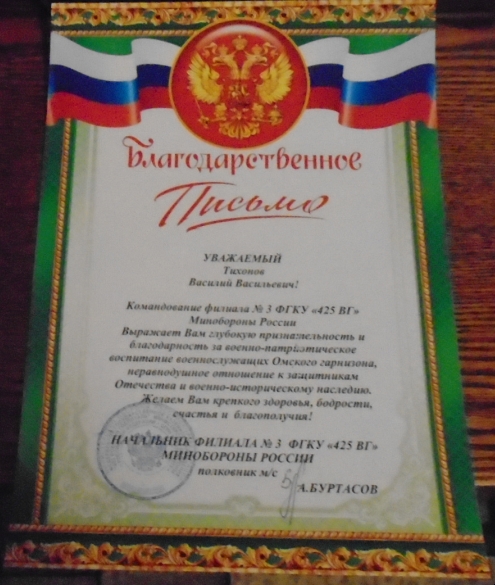 Благодарственное
Письмо
УВАЖАЕМЫЙ
Тихонов
Василий Васильевич!
Командование филиала № 3 ФГКУ «425 ВГ»
Минобороны России
Выражает Вам глубокую признательность и
благодарность за военно-патриотическое
воспитание военнослужащих Омского гарнизона,
неравнодушное отношение к защитникам
Отечества и военно-историческому наследию.
Желаем Вам крепкого здоровья, бодрости,
счастья и благополучия!
НАЧАЛЬНИК ФИЛИАЛА № 3 ФГКУ «425 ВГ»
МИНОБОРОНЫ РОССИИ
полковник м/с
А.БУРТАСОВ